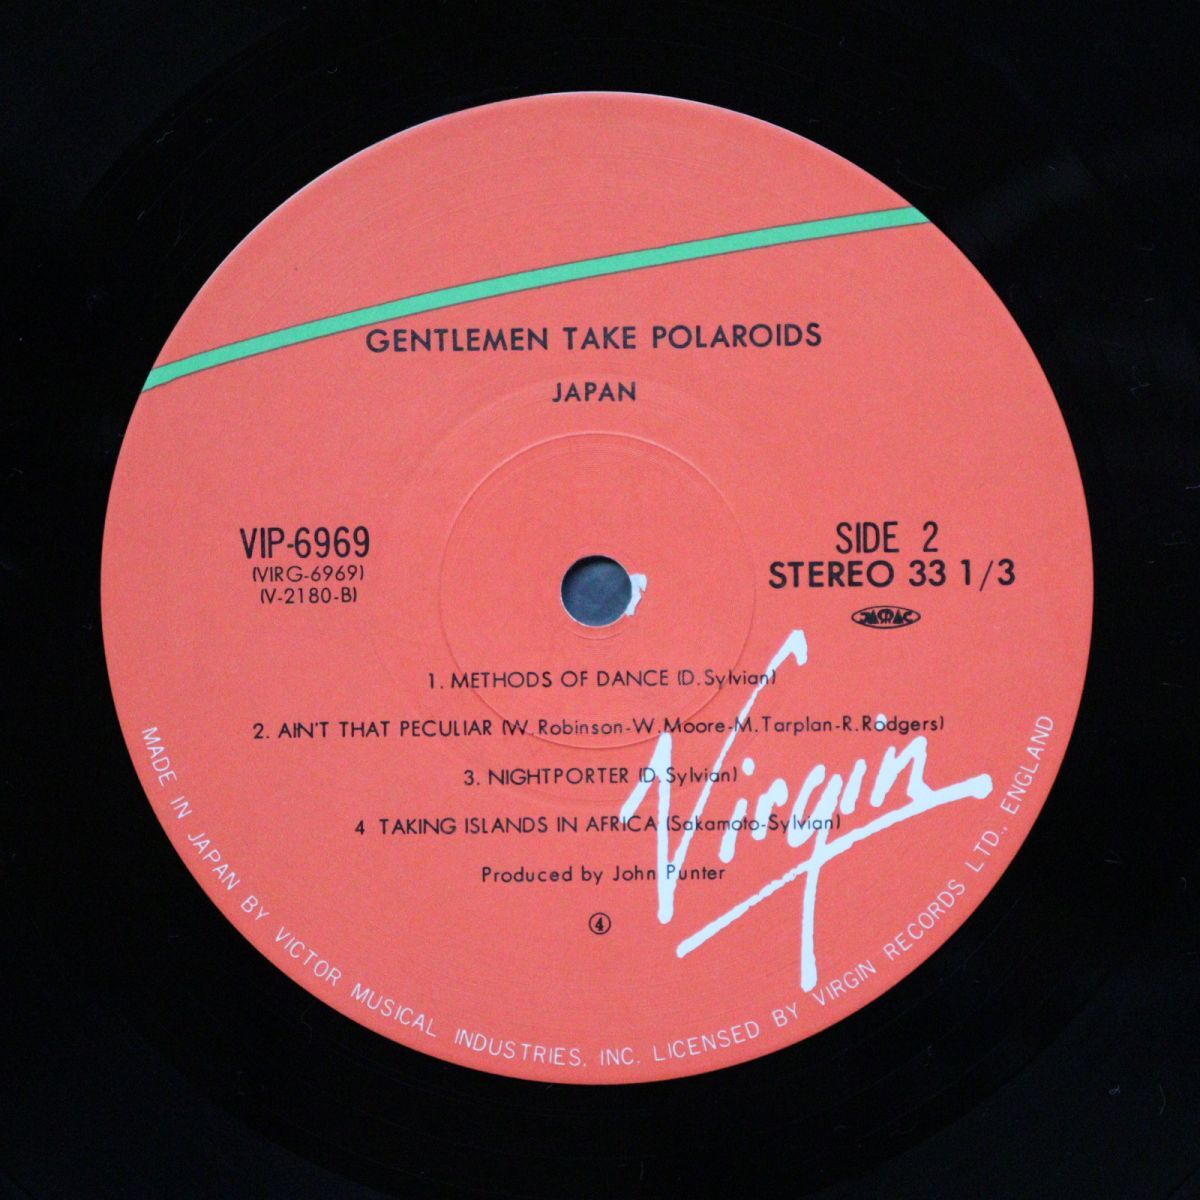 GENTLEMEN TAKE POLAROIDS
JAPAN
VIP-6969
(VIRG-6969)
(V-2180-B)
SIDE 2
STEREO 33 1/3
JASRAC
1. METHODS OF DANCE (D. Sylvian)
2. AIN'T THAT PECULIAR (W. Robinson-W. Moore-M. Tarplan-R. Rodgers)
3. NIGHTPORTER (D. Sylvian)
4 TAKING ISLANDS IN AFRICA (Sakamoto-Sylvian)
Produced by John Punter
④
Virgin
MADE IN JAPAN BY VICTOR MUSICAL INDUSTRIES, INC. LICENSED BY VIRGIN RECORDS LTD., ENGLAND